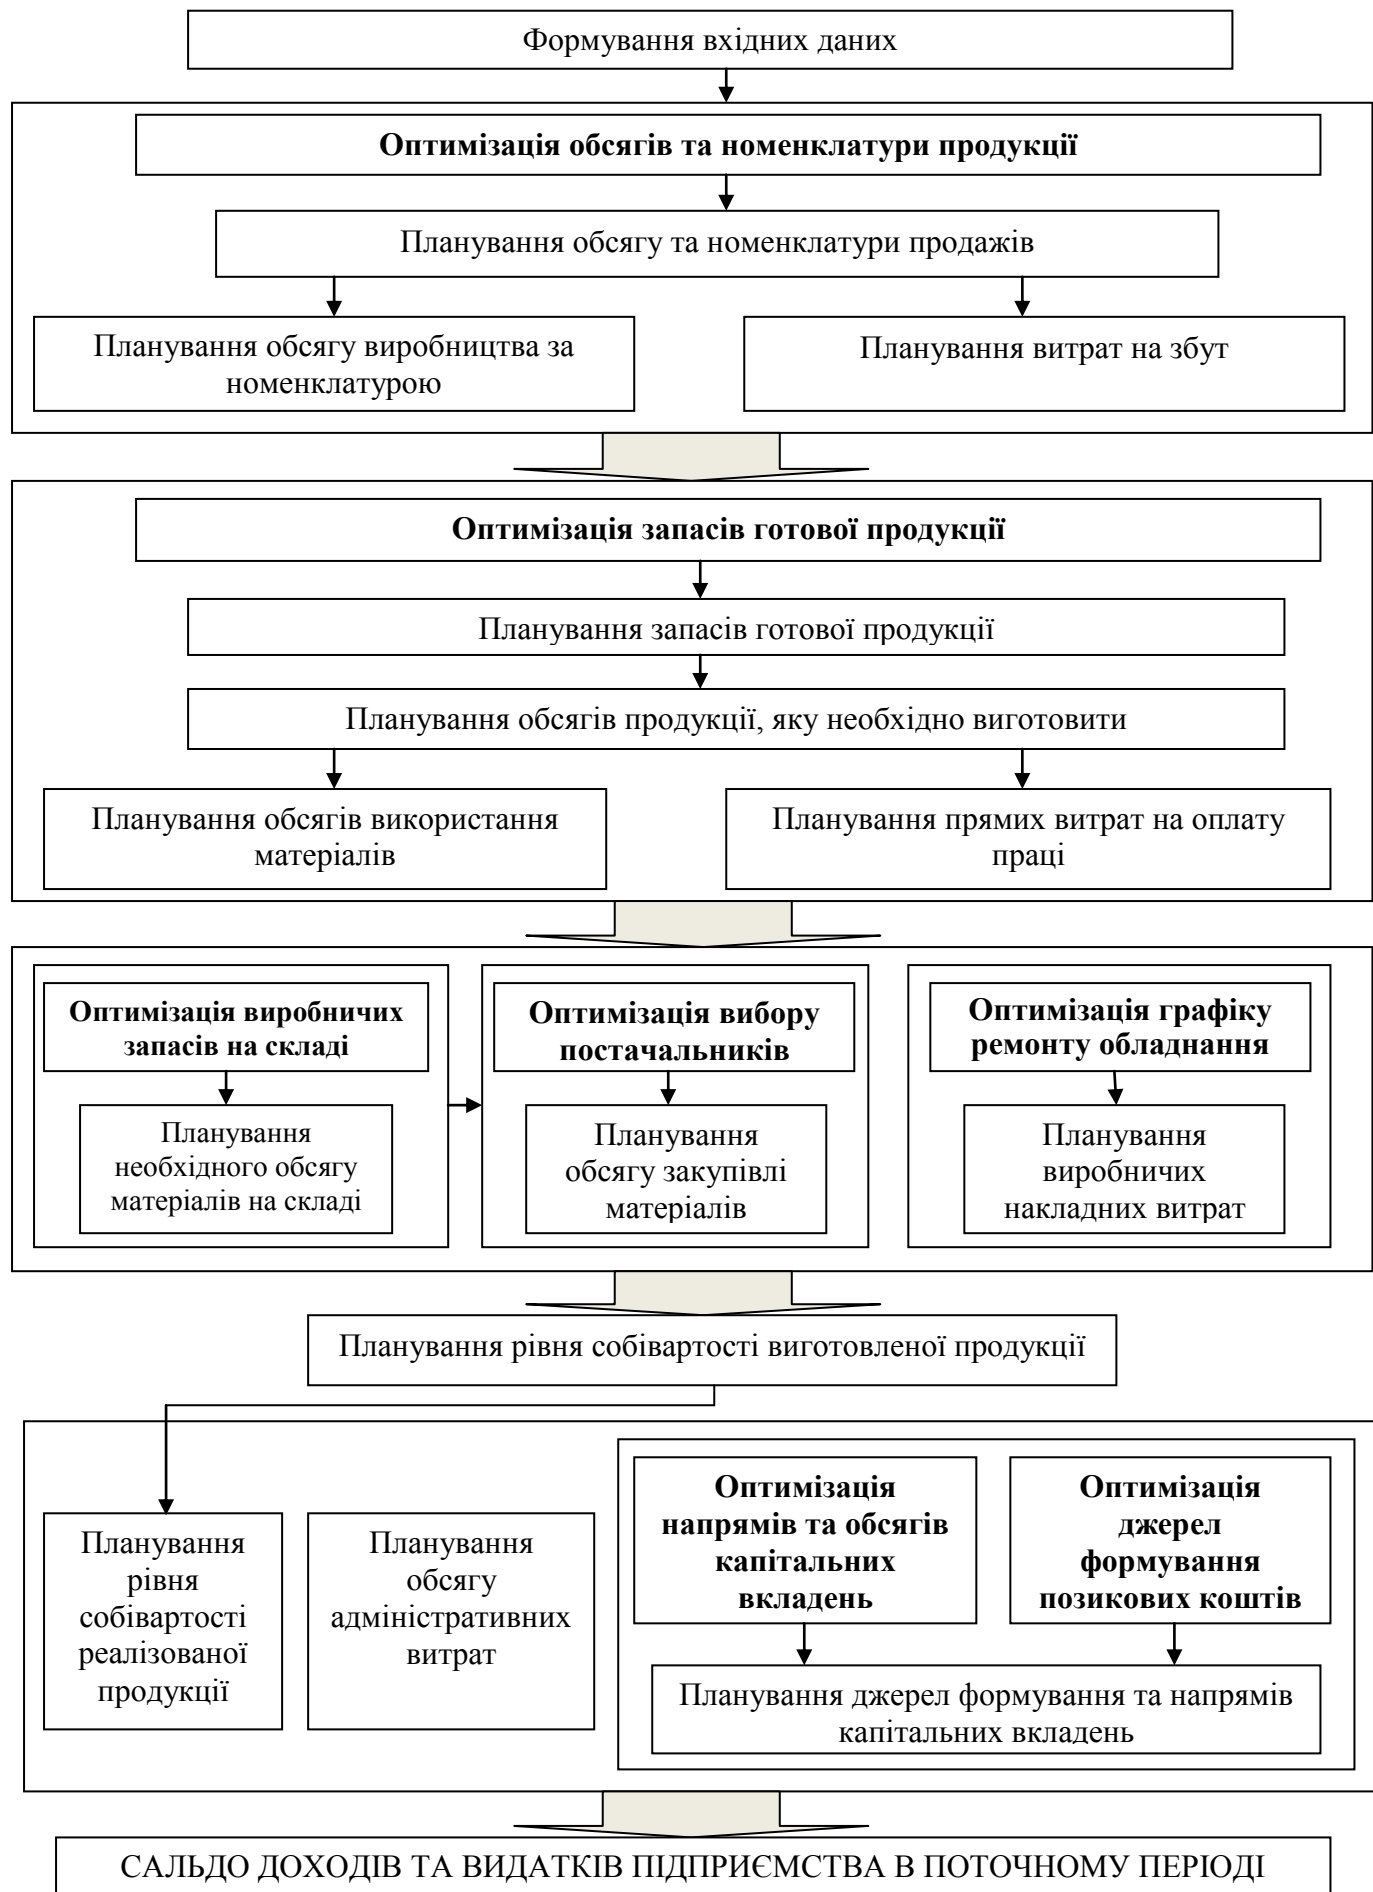 Формування вхідних даних
Оптимізація обсягів та номенклатури продукції
Планування обсягу та номенклатури продажів
Планування обсягу виробництва за
номенклатурою
Планування витрат на збут
Оптимізація запасів готової продукції
Планування запасів готової продукції
Планування обсягів продукції, яку необхідно виготовити
Планування обсягів використання
матеріалів
Планування прямих витрат на оплату
праці
Оптимізація виробничих
запасів на складі
Планування
необхідного обсягу
матеріалів на складі
Оптимізація вибору
постачальників
Планування
обсягу закупівлі
матеріалів
Оптимізація графіку
ремонту обладнання
Планування
виробничих
накладних витрат
Планування рівня собівартості виготовленої продукції
Планування
рівня
собівартості
реалізованої
продукції
Планування
обсягу
адміністративних
витрат
Оптимізація
напрямів та обсягів
капітальних
вкладень
Оптимізація
джерел
формування
позикових коштів
Планування джерел формування та напрямів
капітальних вкладень
САЛЬДО ДОХОДІВ ТА ВИДАТКІВ ПІДПРИЄМСТВА В ПОТОЧНОМУ ПЕРІОДІ